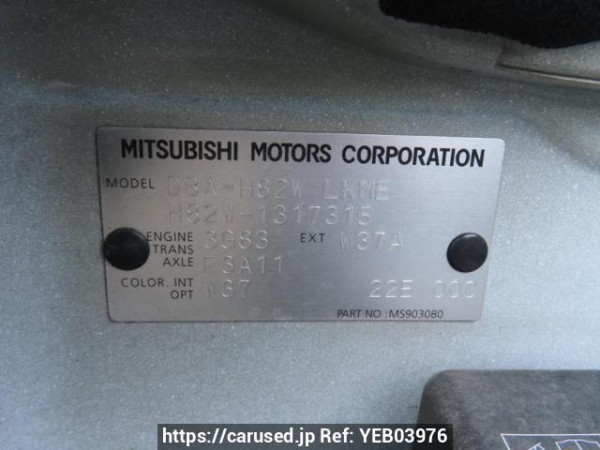 MITSUBISHI MOTORS CORPORATION
MODEL DBA-H82W LKME
H82W-1317315
ENGINE 3G83 EXT W37A
TRANS
AXLE F3A11
COLOR. INT W37 22E 000
OPT
PART NO.:MS903080
https://carused.jp Ref: YEB03976